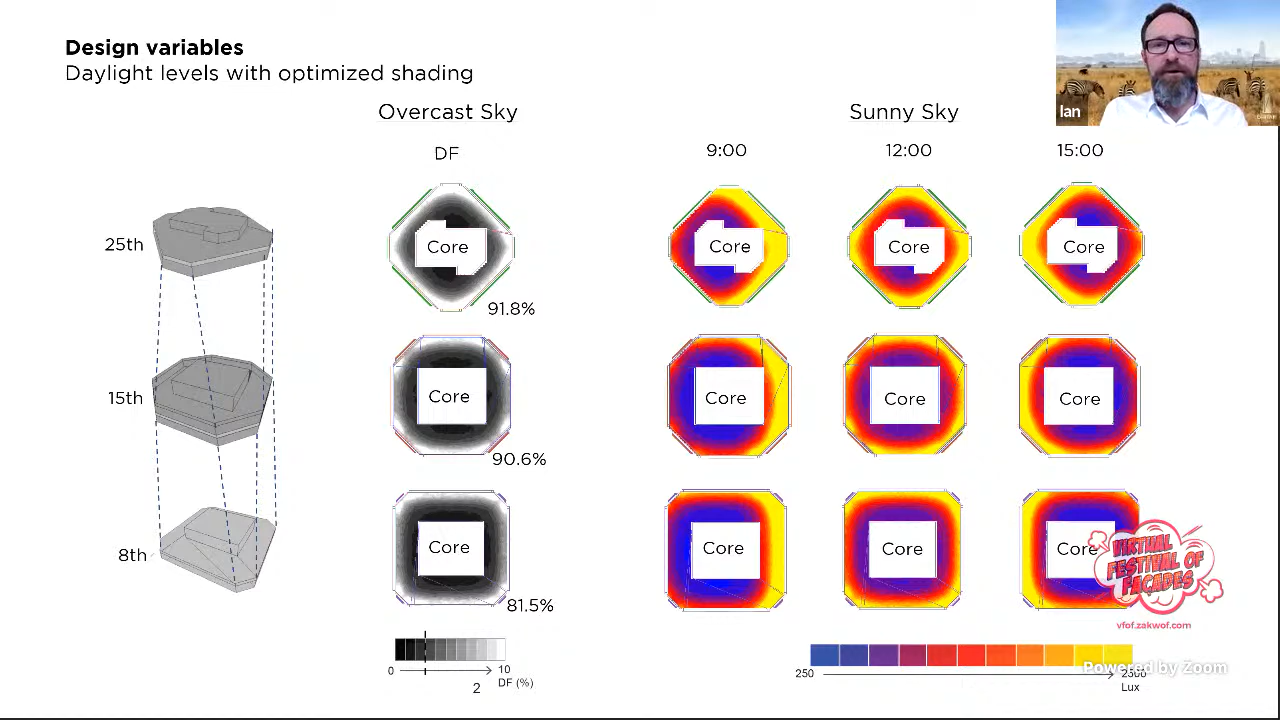 Design variables
Daylight levels with optimized shading
Ian
Overcast Sky
Sunny Sky
DF
9:00
12:00
15:00
25th
Core
Core
Core
Core
91.8%
15th
Core
Core
Core
Core
90.6%
8th
Core
Core
Core
Core
81.5%
VIRTUAL
FESTIVAL OF
FAÇADES
vfof.zakwof.com
0
10
2
DF (%)
250
2500
Lux
Powered by Zoom